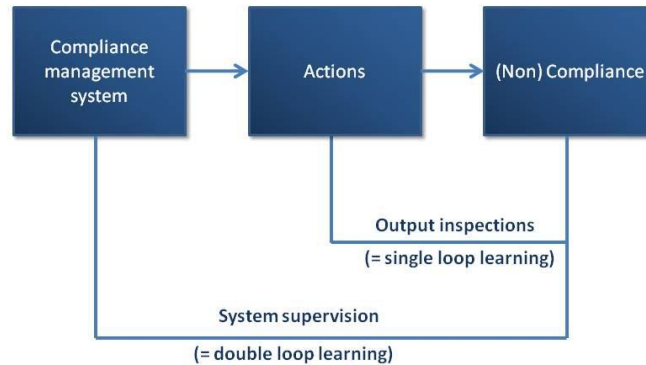 Compliance
management
system
Actions
(Non) Compliance
Output inspections
(= single loop learning)
System supervision
(= double loop learning)